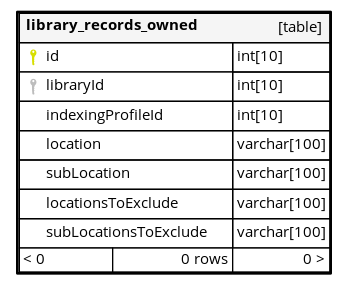 library_records_owned [table]
id int[10]
libraryId int[10]
indexingProfileId int[10]
location varchar[100]
subLocation varchar[100]
locationsToExclude varchar[100]
subLocationsToExclude varchar[100]
< 0 0 rows 0 >